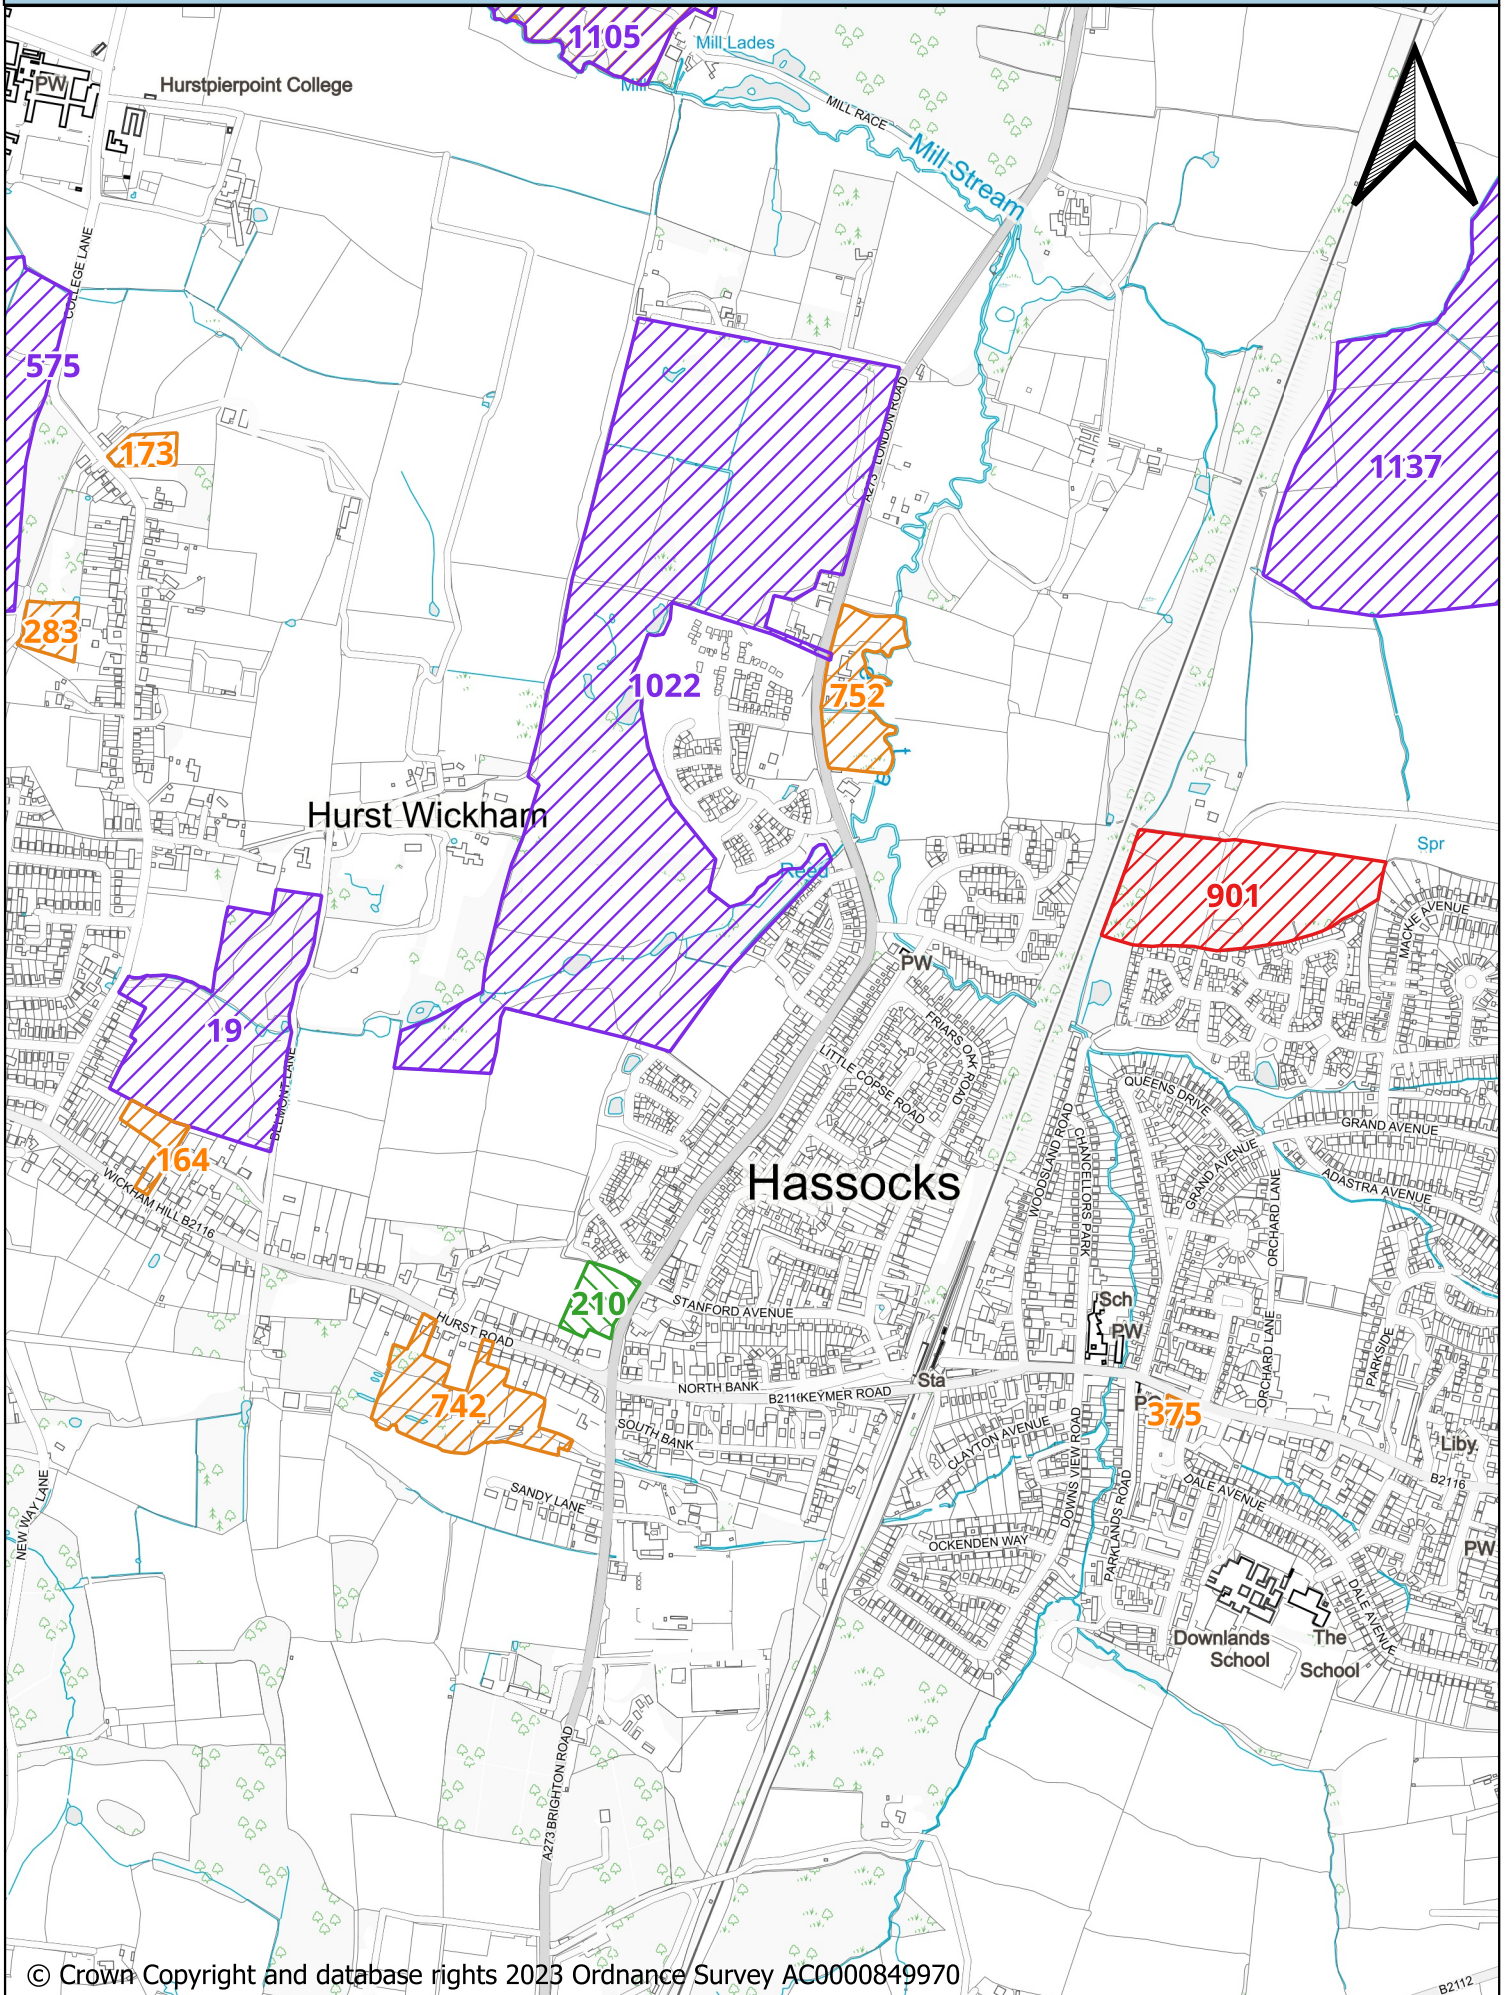 1105
Mill Lades
PW
Hurstpierpoint College
Mill
MILL RACE
Mill Stream
COLLEGE LANE
575
A273 LONDON ROAD
173
1137
283
1022
752
Hurst Wickham
Spr
Reed
901
MACKIE AVENUE
PW
19
FRIARS OAK ROAD
LITTLE COPSE ROAD
BELMONT LANE
QUEENS DRIVE
GRAND AVENUE
WOODSLAND ROAD
CHANCELLORS PARK
GRAND AVENUE
164
Hassocks
ADASTRA AVENUE
WICKHAM HILL B2116
ORCHARD LANE
210
STANFORD AVENUE
Sch
PW
HURST ROAD
ORCHARD LANE
PARKSIDE
Sta
NORTH BANK
B2116
KEYMER ROAD
742
375
SOUTH BANK
CLAYTON AVENUE
DOWNS VIEW ROAD
Liby.
B2116
NEW WAY LANE
SANDY LANE
PARKLANDS ROAD
DALE AVENUE
OCKENDEN WAY
PW
DALE AVENUE
Downlands
School
The
School
A273 BRIGHTON ROAD
© Crown Copyright and database rights 2023 Ordnance Survey AC0000849970
B2112